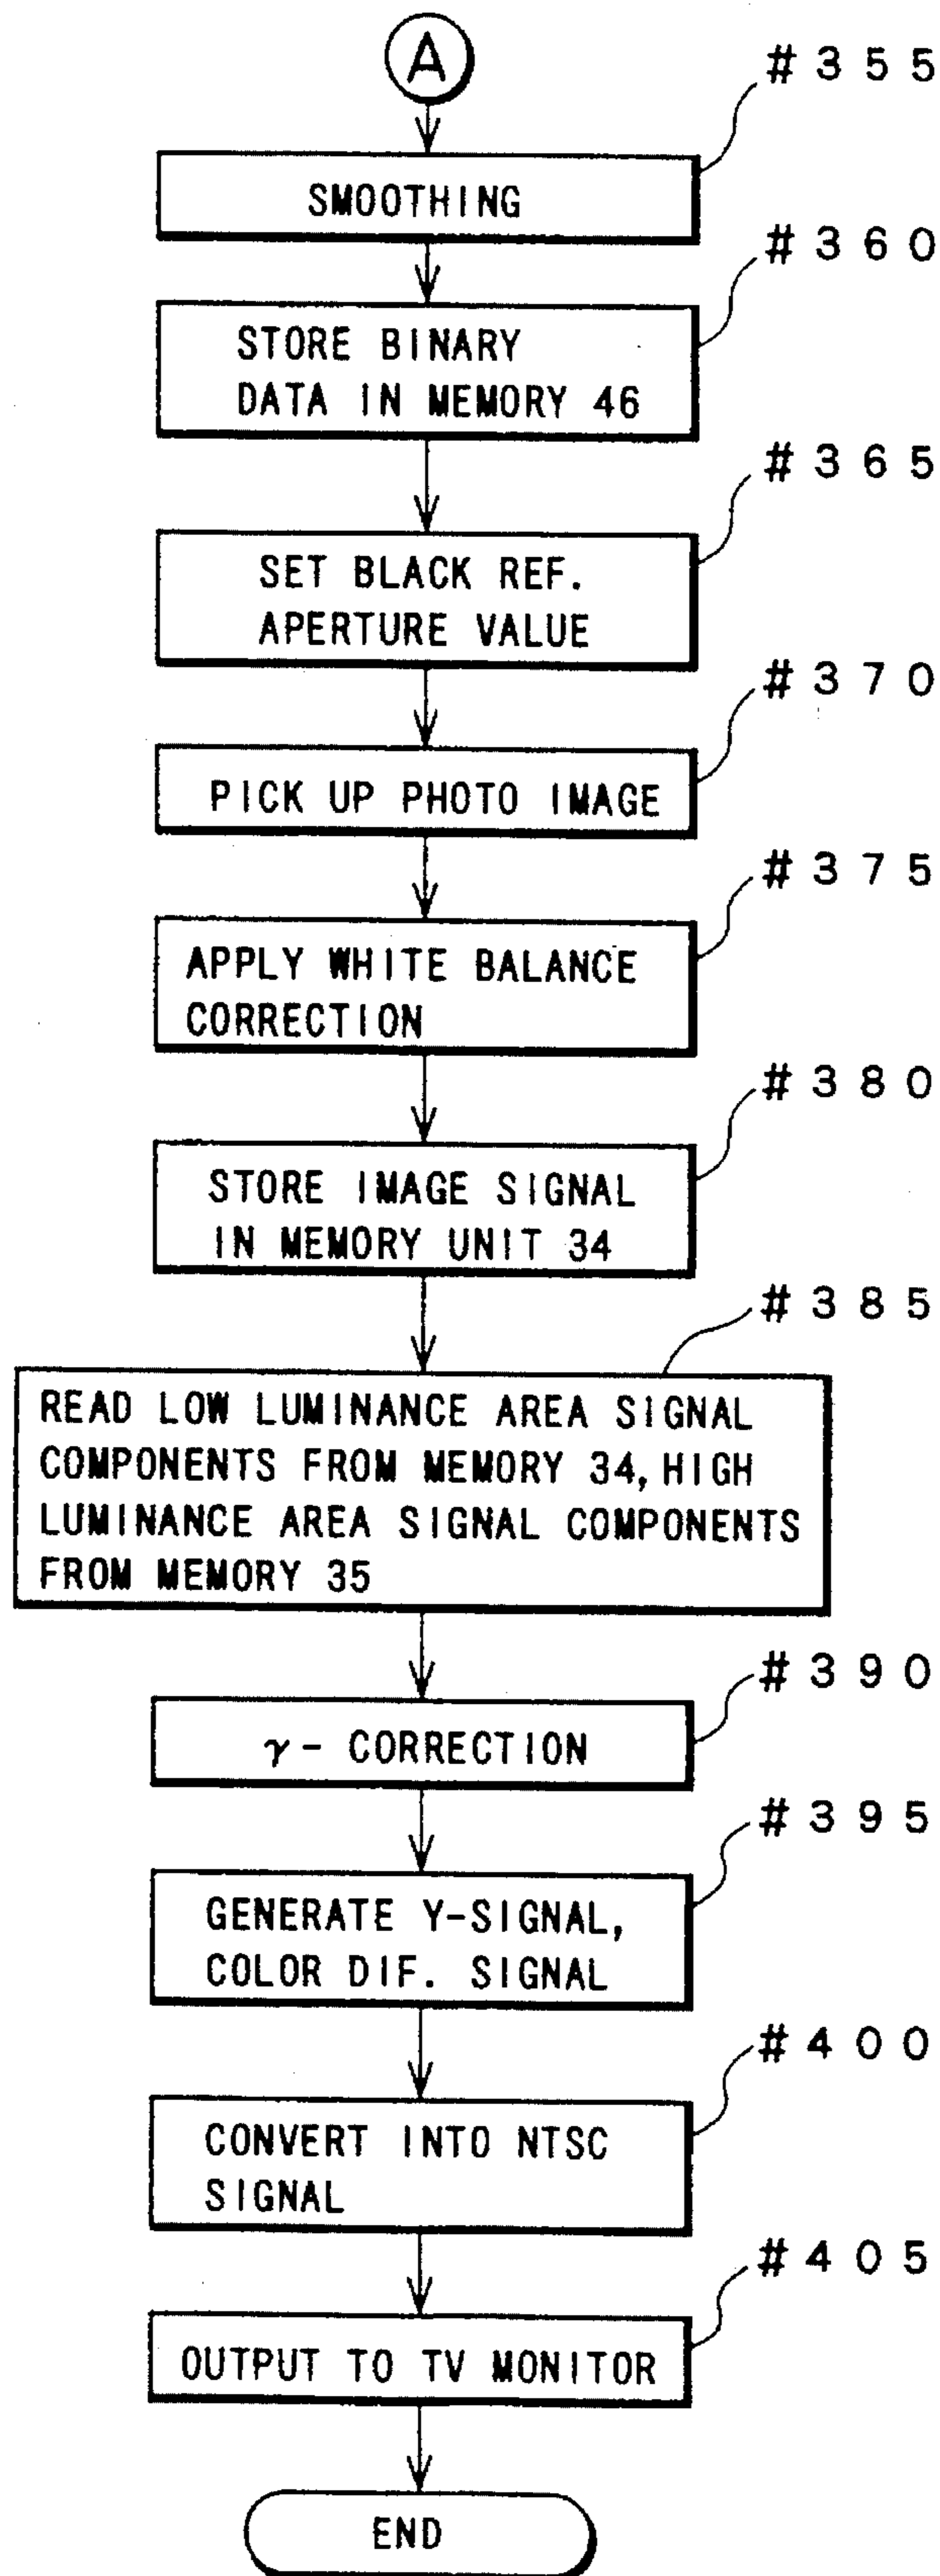 A
#355
SMOOTHING
#360
STORE BINARY
DATA IN MEMORY 46
#365
SET BLACK REF.
APERTURE VALUE
#370
PICK UP PHOTO IMAGE
#375
APPLY WHITE BALANCE
CORRECTION
#380
STORE IMAGE SIGNAL
IN MEMORY UNIT 34
#385
READ LOW LUMINANCE AREA SIGNAL
COMPONENTS FROM MEMORY 34, HIGH
LUMINANCE AREA SIGNAL COMPONENTS
FROM MEMORY 35
#390
γ - CORRECTION
#395
GENERATE Y-SIGNAL,
COLOR DIF. SIGNAL
#400
CONVERT INTO NTSC
SIGNAL
#405
OUTPUT TO TV MONITOR
END